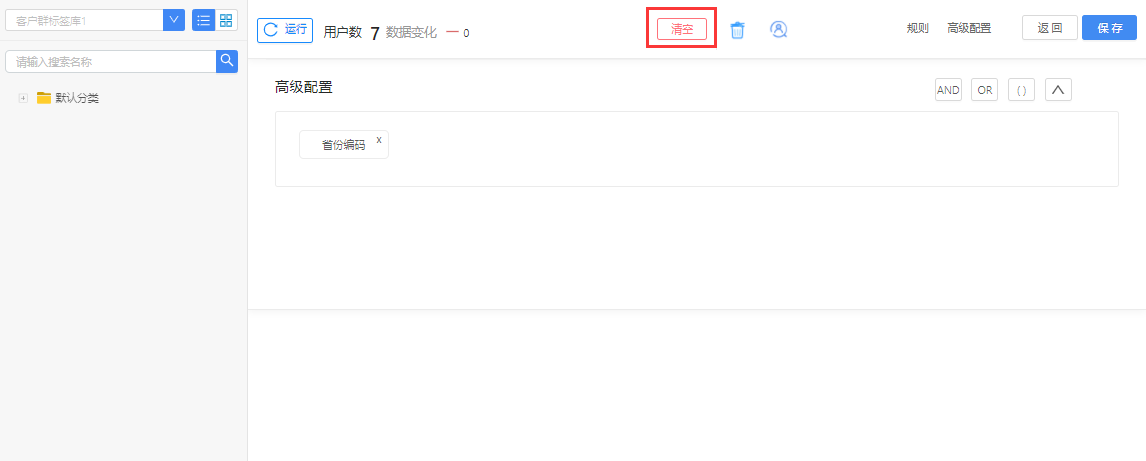 客户群标签库1
请输入搜索名称
默认分类
运行 用户数 7 数据变化 — 0 清空 规则 高级配置 返回 保存
高级配置 AND OR ( )
省份编码 x